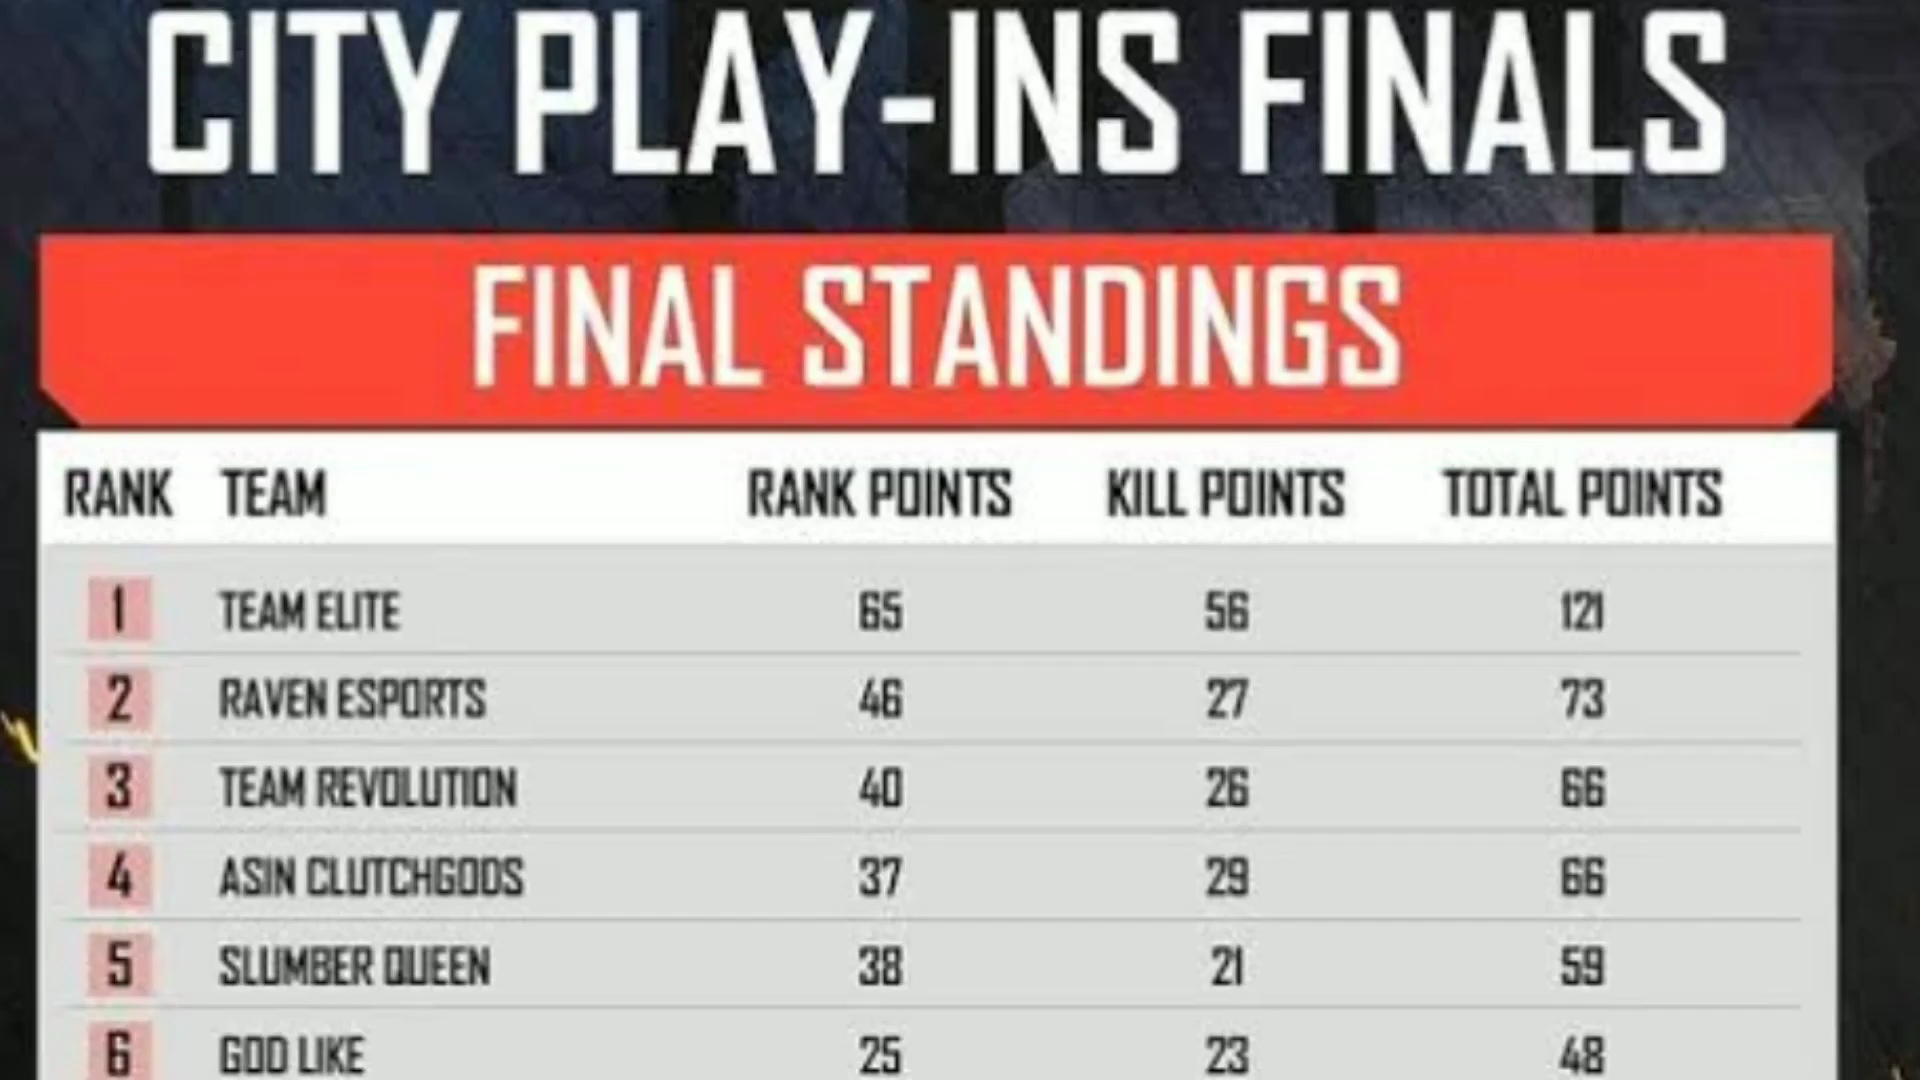 CITY PLAY-INS FINALS
FINAL STANDINGS
RANK TEAM RANK POINTS KILL POINTS TOTAL POINTS
1 TEAM ELITE 65 56 121
2 RAVEN ESPORTS 46 27 73
3 TEAM REVOLUTION 40 26 66
4 ASIN CLUTCHGODS 37 29 66
5 SLUMBER QUEEN 38 21 59
6 GOD LIKE 25 23 48